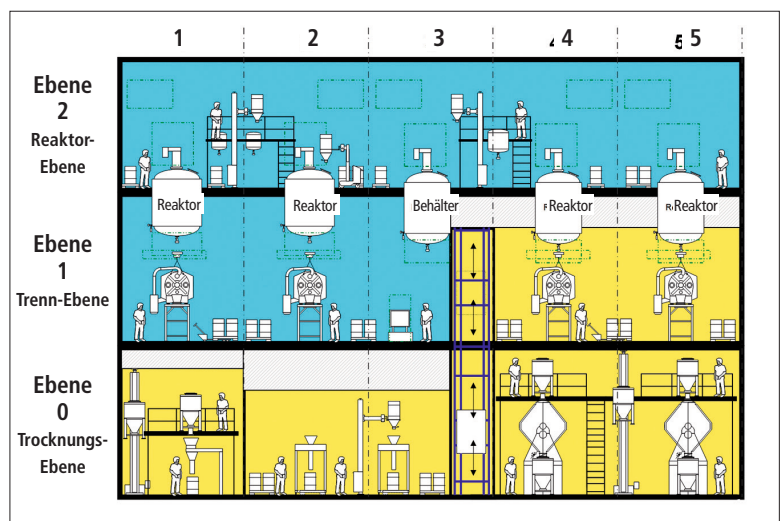 1 2 3 4 5
Ebene
2
Reaktor-
Ebene
Reaktor Reaktor Behälter Reaktor Reaktor
Ebene
1
Trenn-Ebene
Ebene
0
Trocknungs-
Ebene